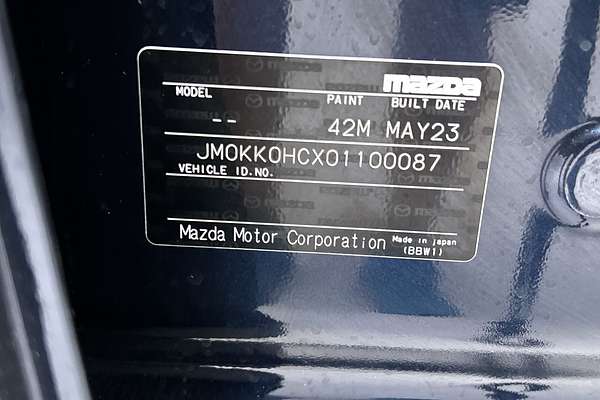 mazda
MODEL PAINT BUILT DATE
-- 42M MAY23
JM0KK0HCX01100087
VEHICLE ID.NO.
Mazda Motor Corporation Made in japan
(BBW1)